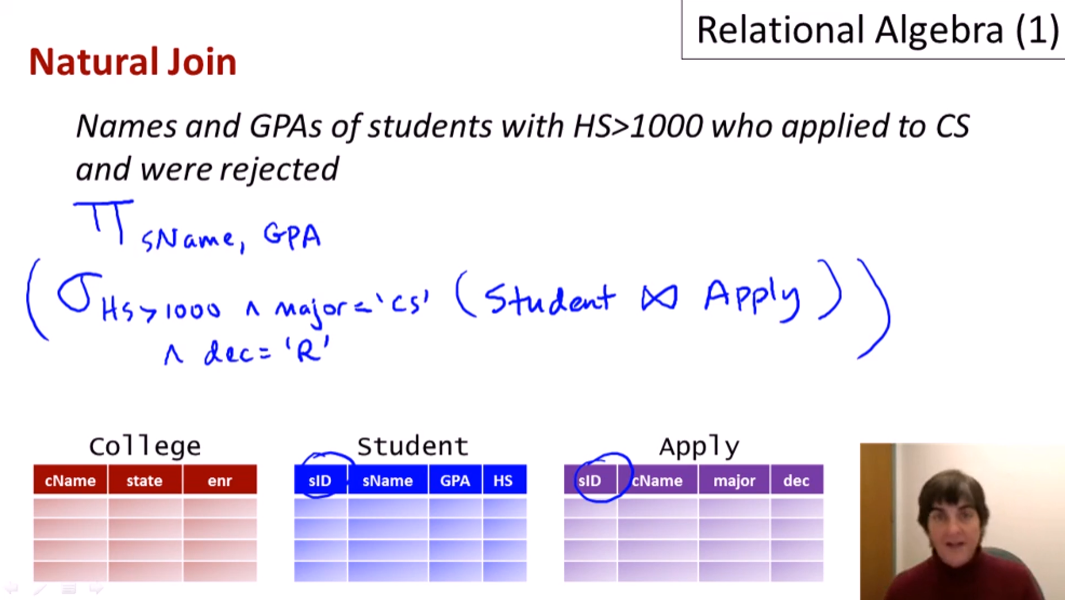 Relational Algebra (1)
Natural Join
Names and GPAs of students with HS>1000 who applied to CS
and were rejected
π sName, GPA
(σ HS>1000 ∧ major='CS' (Student ⋈ Apply))
∧ dec='R'
College
cName state enr
Student
sID sName GPA HS
Apply
sID cName major dec